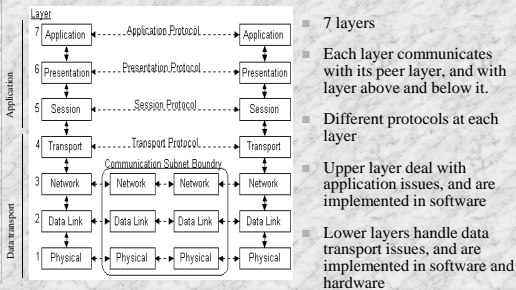 Layer
7 Application Application Protocol Application
6 Presentation Presentation Protocol Presentation
5 Session Session Protocol Session
4 Transport Transport Protocol Transport
Communication Subnet Boundry
3 Network Network Network Network
2 Data Link Data Link Data Link Data Link
1 Physical Physical Physical Physical
Application
Data transport
7 layers
Each layer communicates
with its peer layer, and with
layer above and below it.
Different protocols at each
layer
Upper layer deal with
application issues, and are
implemented in software
Lower layers handle data
transport issues, and are
implemented in software and
hardware